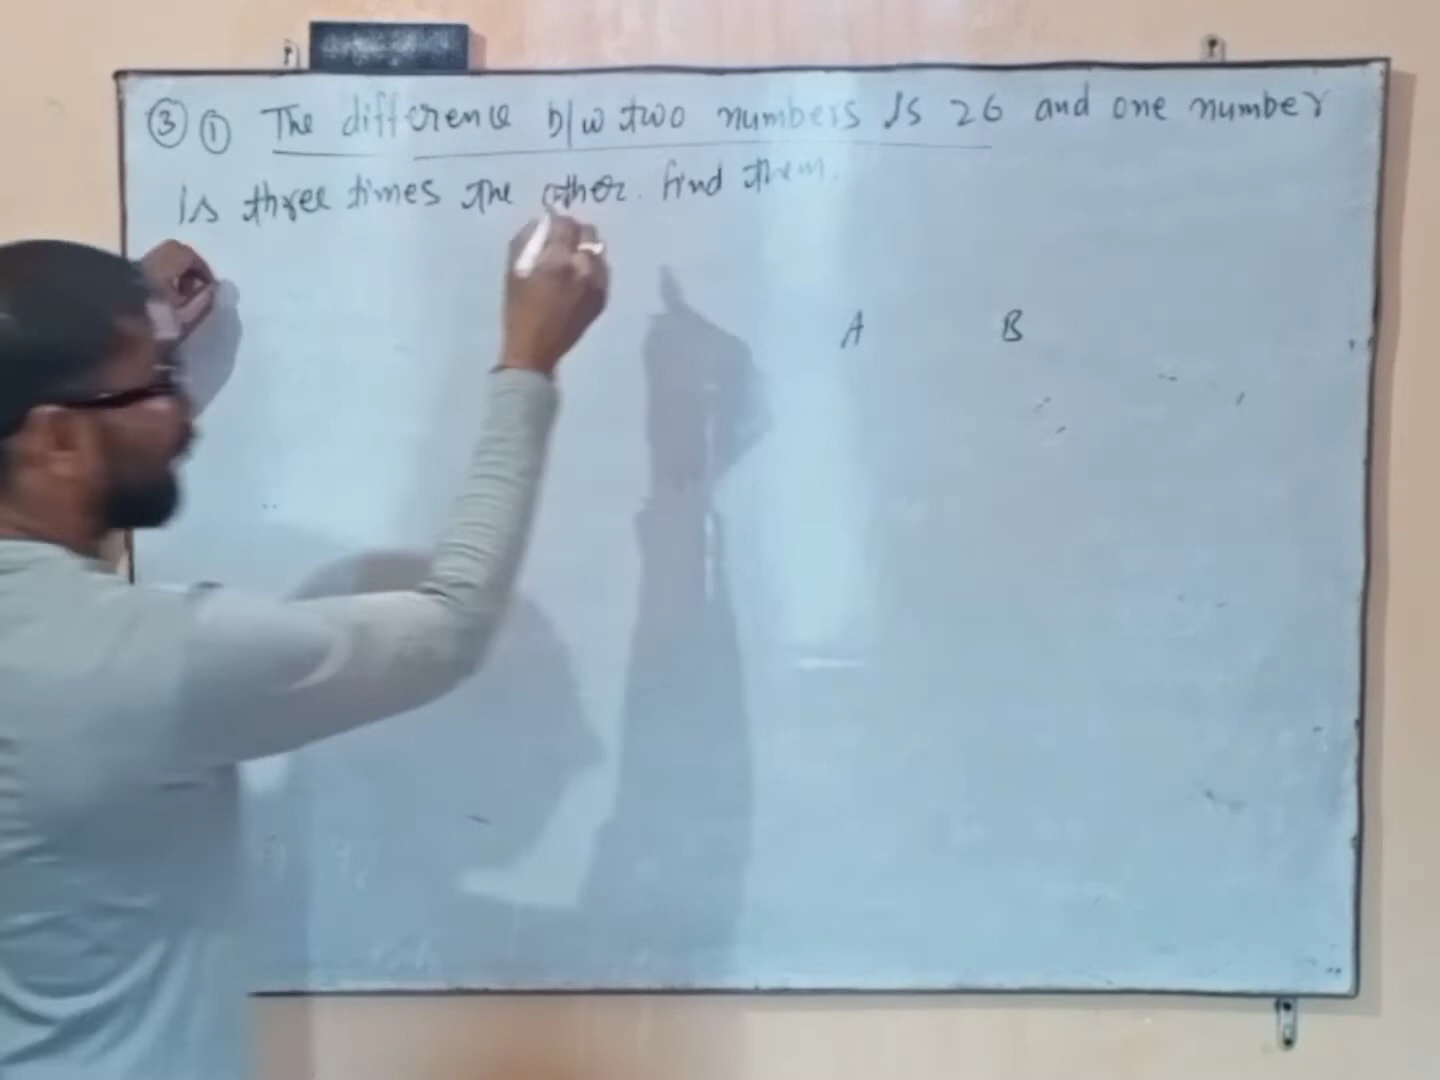 ③ ① The difference b/w two numbers is 26 and one number
is three times the other. find them.
A B